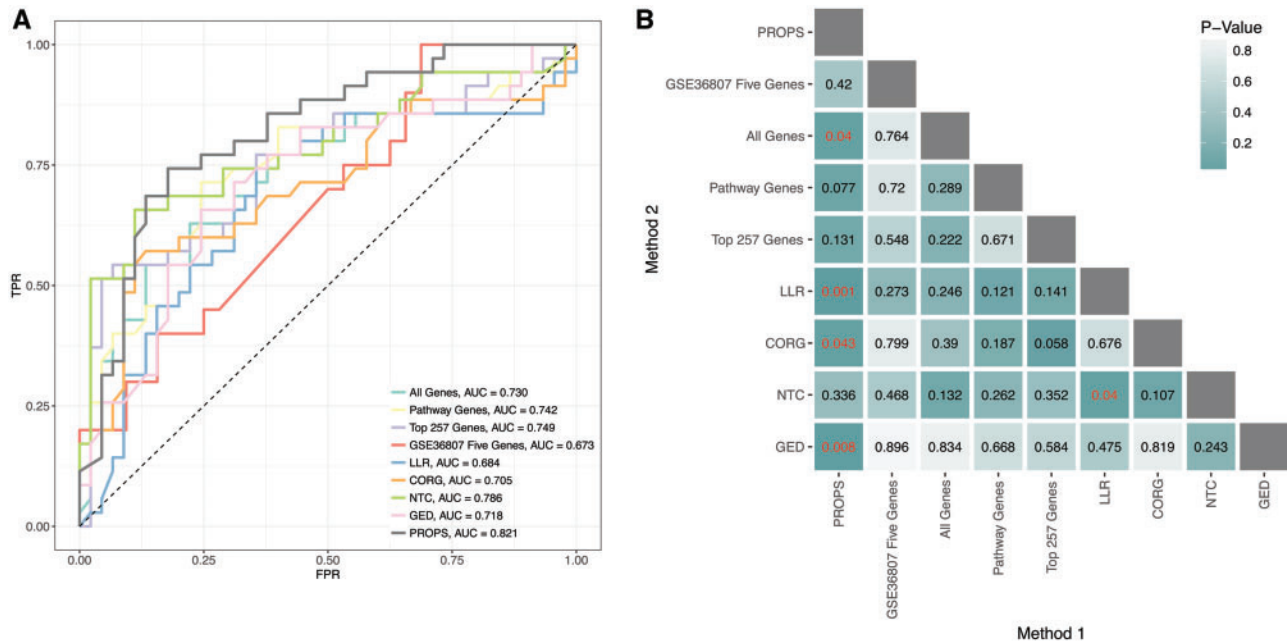 A
1.00
0.75
0.50
0.25
0.00
TPR
0.00 0.25 0.50 0.75 1.00
FPR
All Genes, AUC = 0.730
Pathway Genes, AUC = 0.742
Top 257 Genes, AUC = 0.749
GSE36807 Five Genes, AUC = 0.673
LLR, AUC = 0.684
CORG, AUC = 0.705
NTC, AUC = 0.786
GED, AUC = 0.718
PROPS, AUC = 0.821
B
P-Value
0.8
0.6
0.4
0.2
Method 2
PROPS
GSE36807 Five Genes 0.42
All Genes 0.04 0.764
Pathway Genes 0.077 0.72 0.289
Top 257 Genes 0.131 0.548 0.222 0.671
LLR 0.001 0.273 0.246 0.121 0.141
CORG 0.043 0.799 0.39 0.187 0.058 0.676
NTC 0.336 0.468 0.132 0.262 0.352 0.04 0.107
GED 0.008 0.896 0.834 0.668 0.584 0.475 0.819 0.243
PROPS
GSE36807 Five Genes
All Genes
Pathway Genes
Top 257 Genes
LLR
CORG
NTC
GED
Method 1